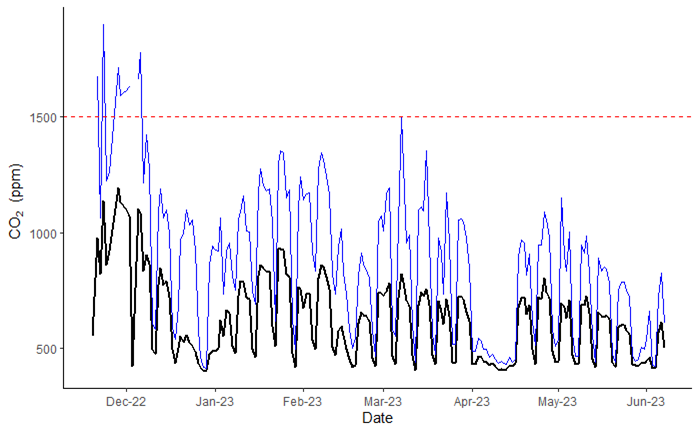 CO₂ (ppm)
1500
1000
500
Dec-22 Jan-23 Feb-23 Mar-23 Apr-23 May-23 Jun-23
Date